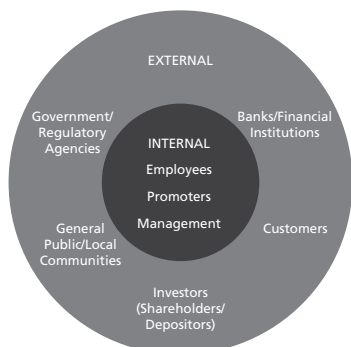 EXTERNAL
Government/
Regulatory
Agencies
Banks/Financial
Institutions
INTERNAL
Employees
Promoters
Management
General
Public/Local
Communities
Customers
Investors
(Shareholders/
Depositors)